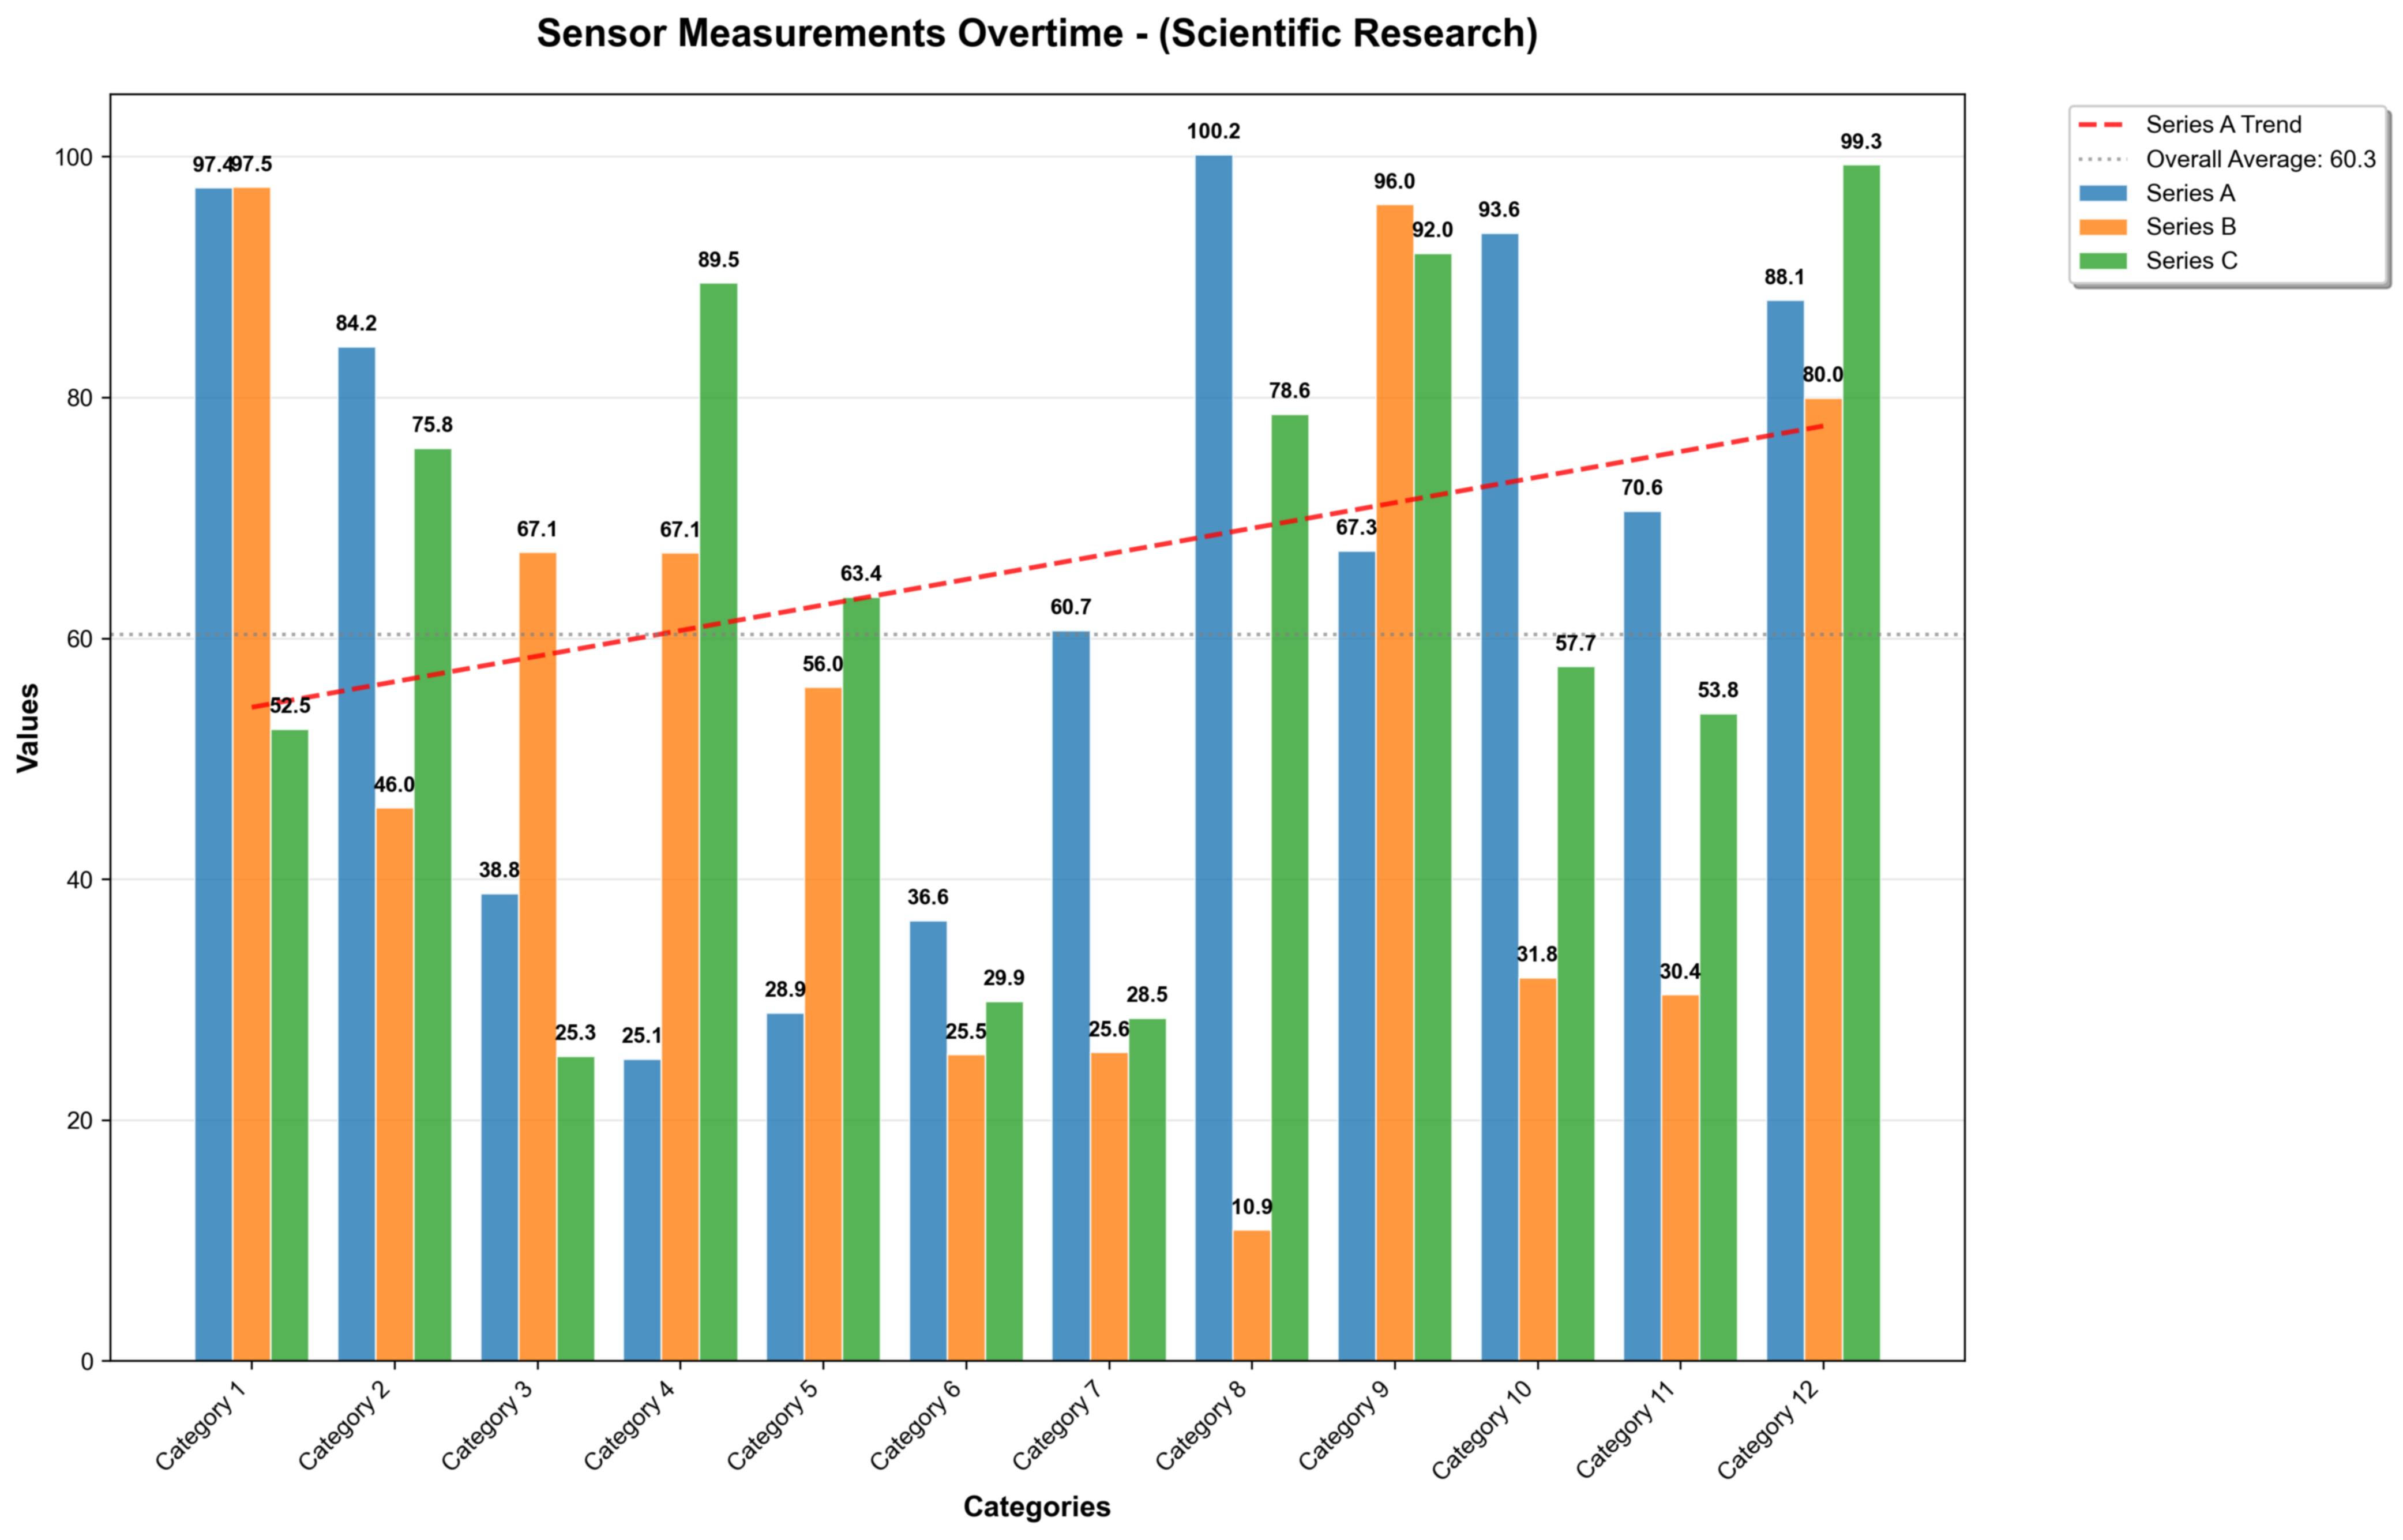 Sensor Measurements Overtime - (Scientific Research)
Series A Trend
Overall Average: 60.3
Series A
Series B
Series C
Values
100
80
60
40
20
0
97.4
97.5
52.5
84.2
46.0
75.8
38.8
67.1
25.3
25.1
67.1
89.5
28.9
56.0
63.4
36.6
25.5
29.9
60.7
25.6
28.5
100.2
10.9
78.6
67.3
96.0
92.0
93.6
31.8
57.7
70.6
30.4
53.8
88.1
80.0
99.3
Category 1
Category 2
Category 3
Category 4
Category 5
Category 6
Category 7
Category 8
Category 9
Category 10
Category 11
Category 12
Categories